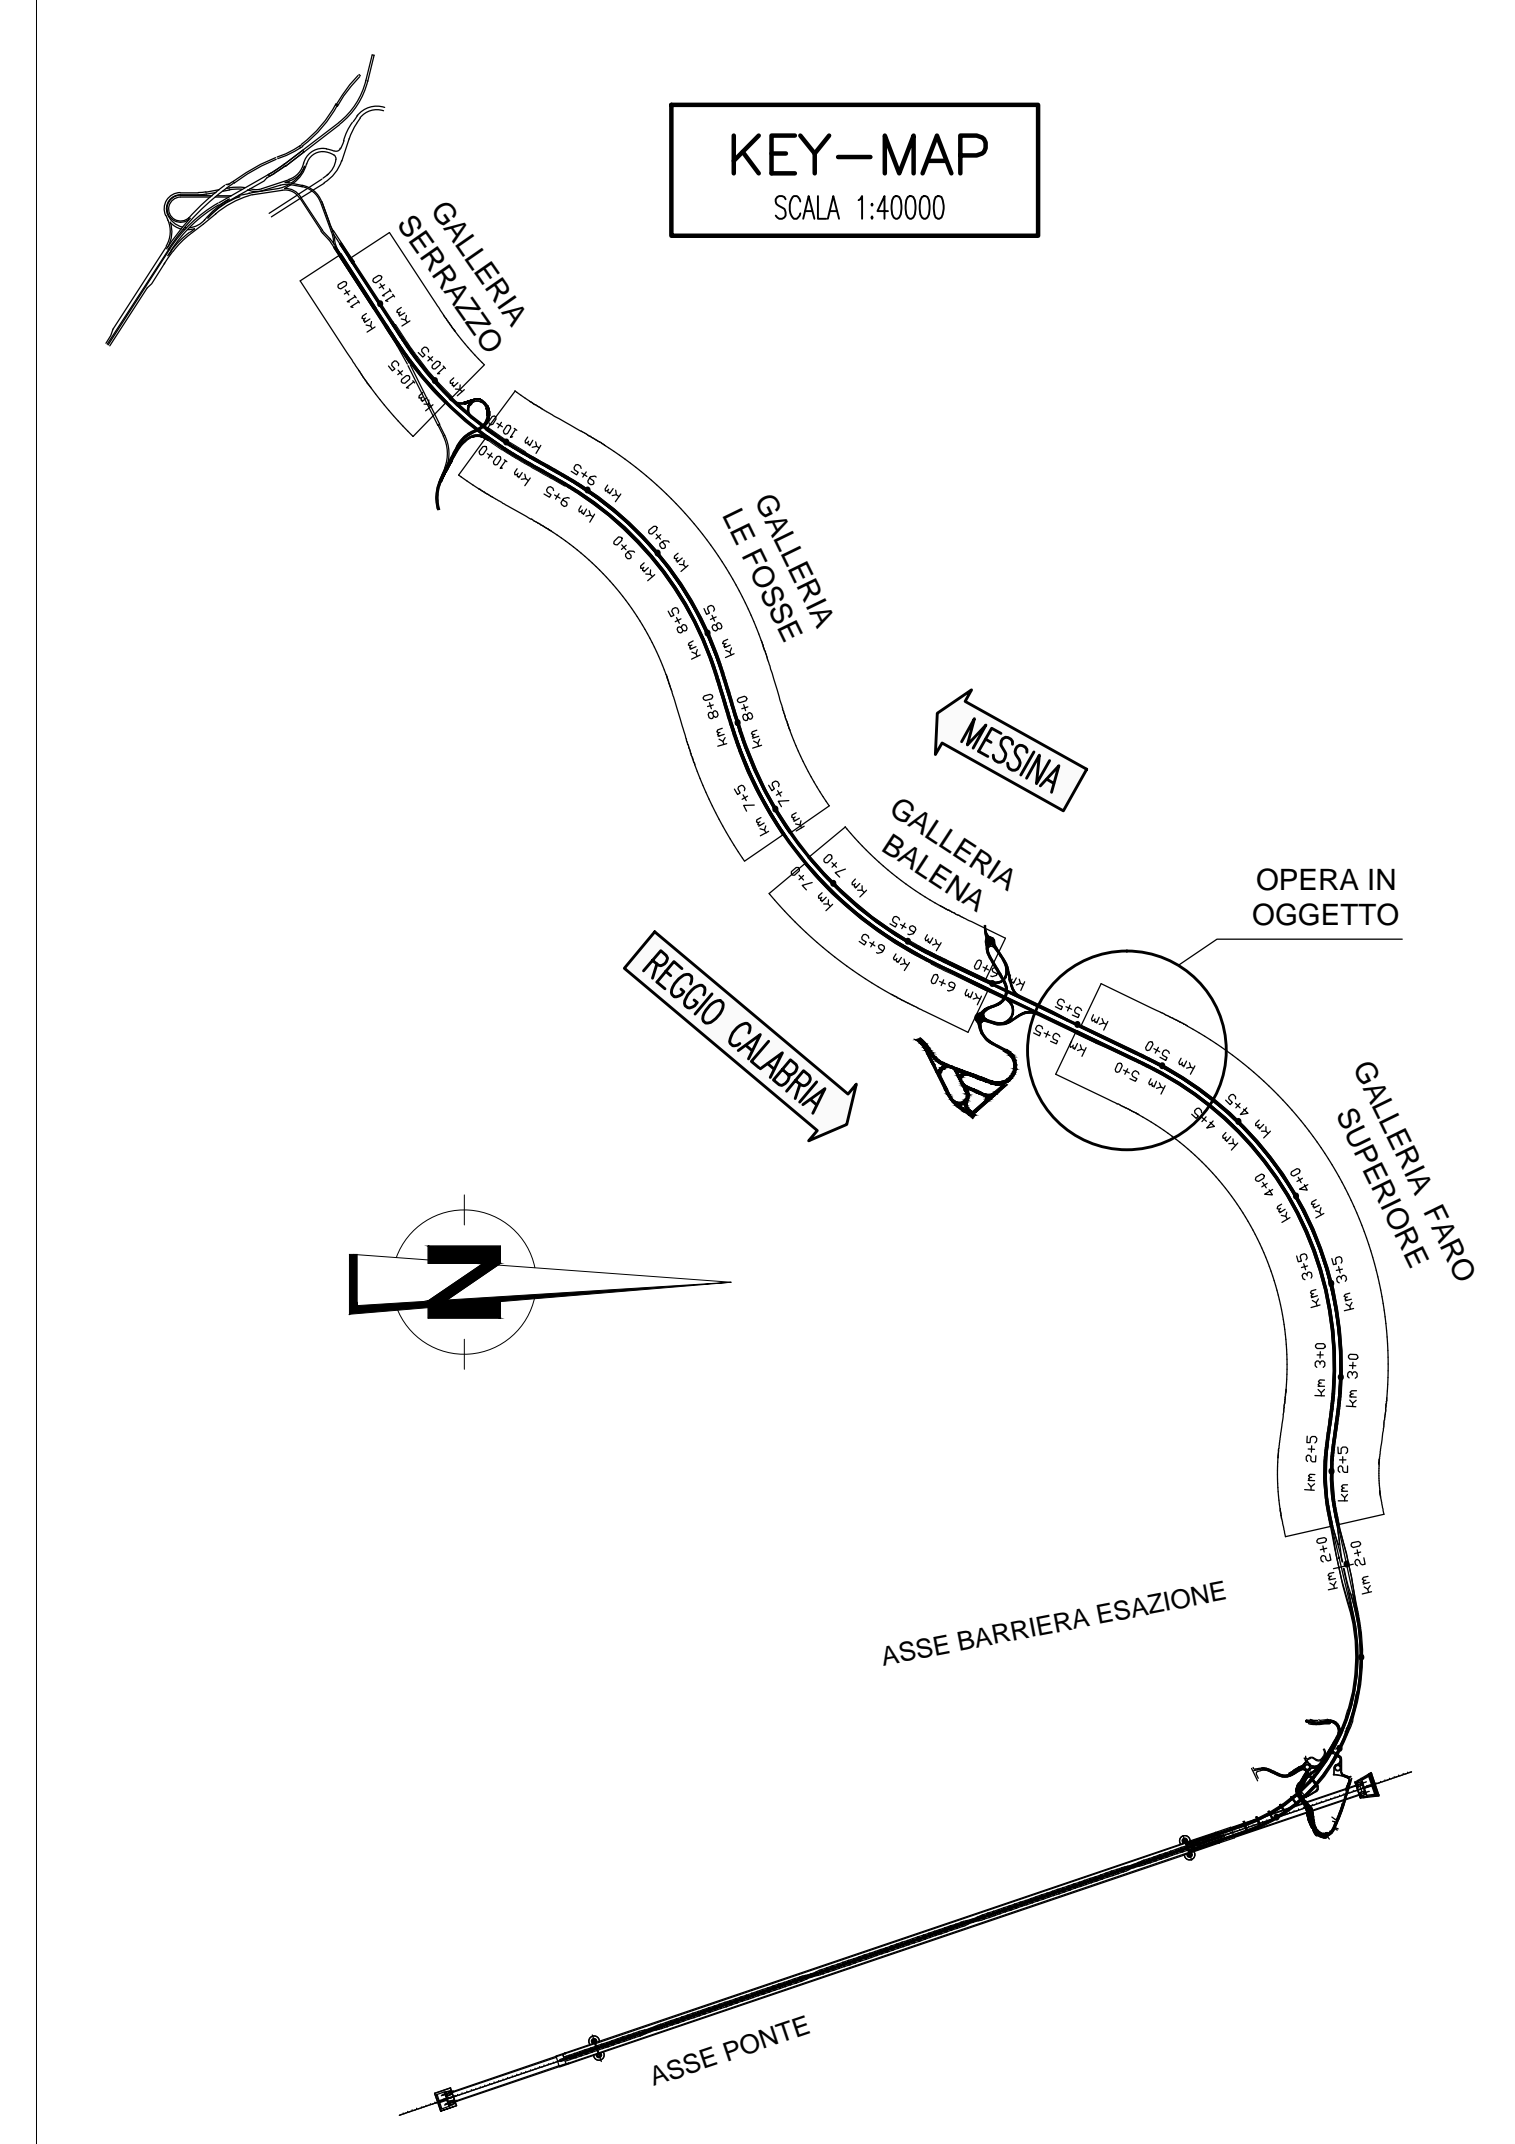 KEY-MAP
SCALA 1:40000
GALLERIA
SERRAZZO
km 11+0
km 11+0
km 10+5
km 10+5
km 10+0
km 10+0
km 9+5
km 9+5
km 9+0
km 9+0
GALLERIA
LE FOSSE
km 8+5
km 8+5
km 8+0
km 8+0
km 7+5
km 7+5
MESSINA
GALLERIA
BALENA
km 7+0
km 7+0
km 6+5
km 6+5
km 6+0
km 6+0
OPERA IN
OGGETTO
REGGIO CALABRIA
km 5+5
km 5+5
km 5+0
km 5+0
km 4+5
km 4+5
GALLERIA FARO
SUPERIORE
km 4+0
km 4+0
km 3+5
km 3+5
N
km 3+0
km 3+0
km 2+5
km 2+5
km 2+0
km 2+0
ASSE BARRIERA ESAZIONE
ASSE PONTE